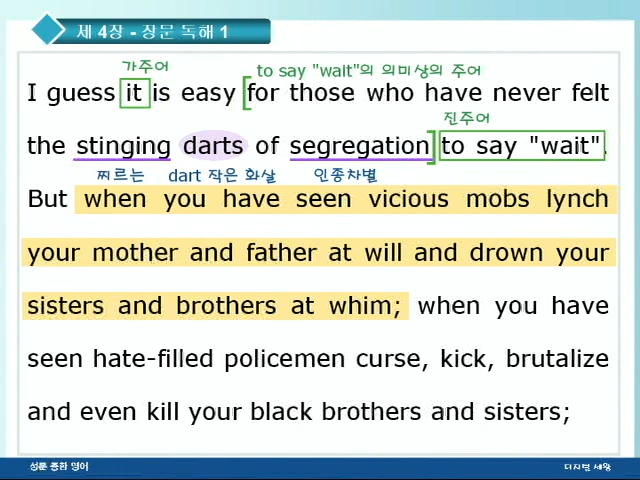 제 4장 - 장문 독해 1
가주어 to say "wait"의 의미상의 주어
I guess it is easy for those who have never felt
진주어
the stinging darts of segregation to say "wait".
찌르는 dart 작은 화살 인종차별
But when you have seen vicious mobs lynch
your mother and father at will and drown your
sisters and brothers at whim; when you have
seen hate-filled policemen curse, kick, brutalize
and even kill your black brothers and sisters;
성문 종합 영어 디지털 세왕